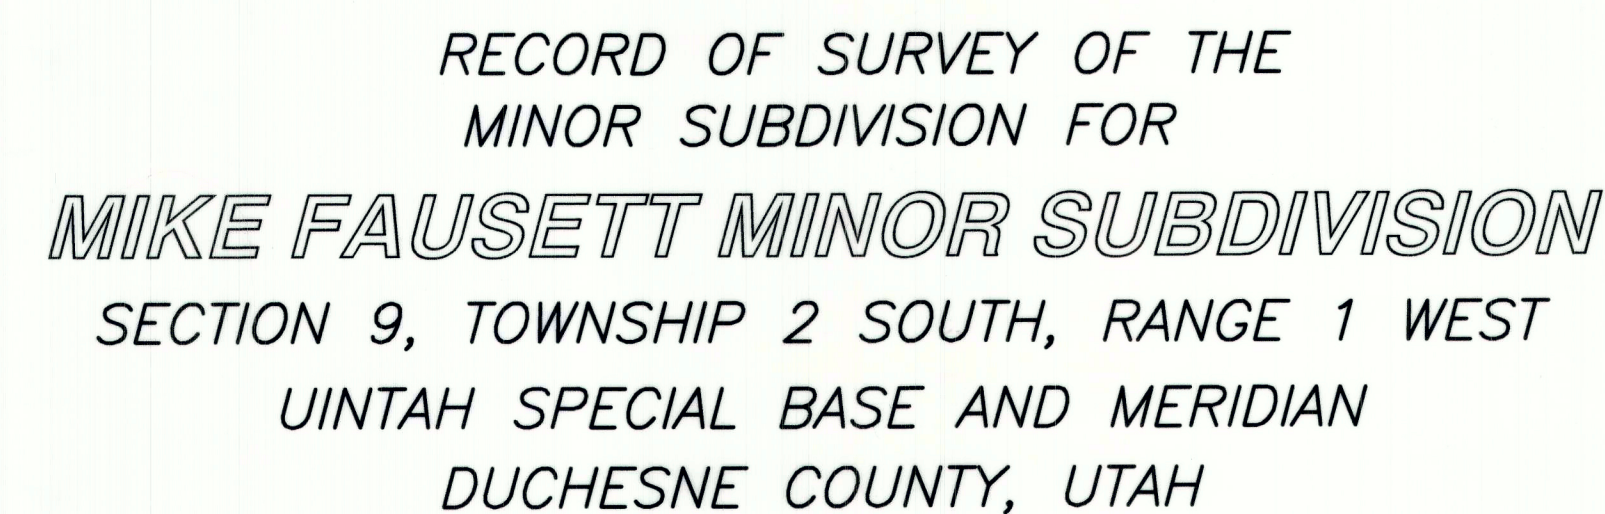 RECORD OF SURVEY OF THE
MINOR SUBDIVISION FOR
MIKE FAUSETT MINOR SUBDIVISION
SECTION 9, TOWNSHIP 2 SOUTH, RANGE 1 WEST
UINTAH SPECIAL BASE AND MERIDIAN
DUCHESNE COUNTY, UTAH